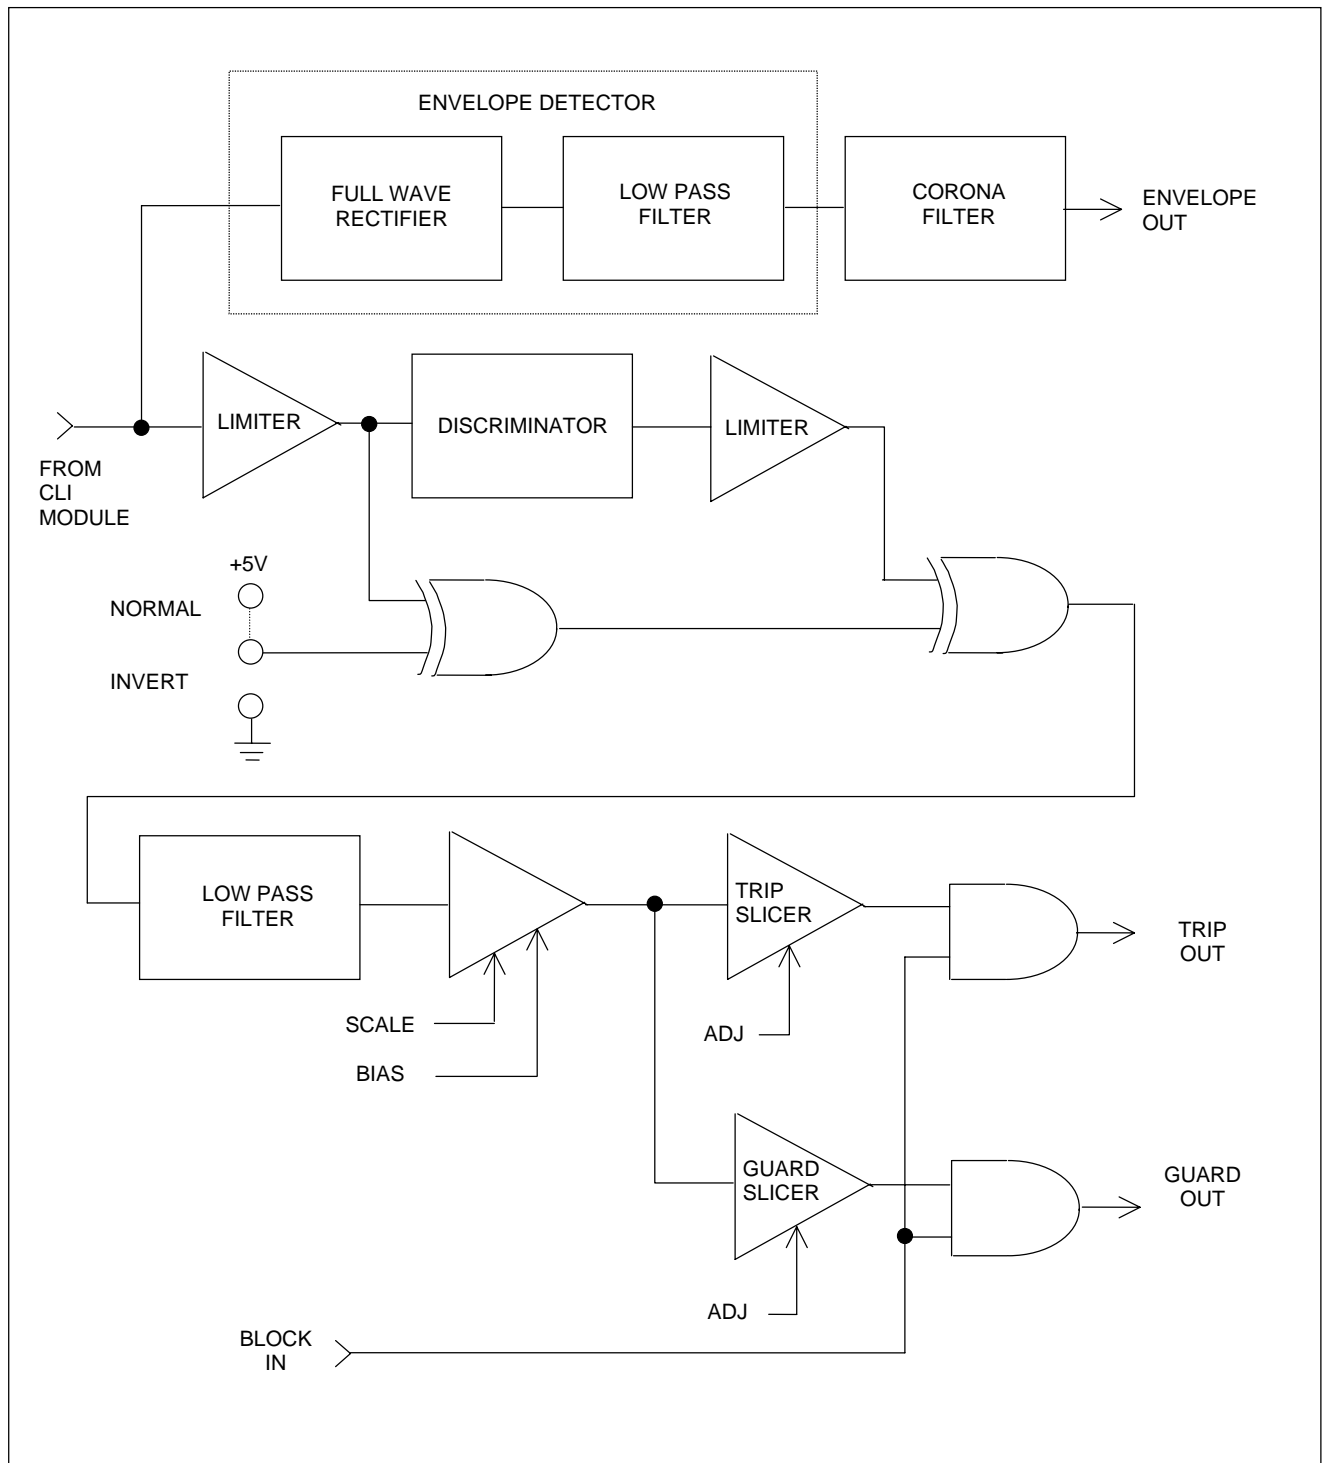 ENVELOPE DETECTOR
FULL WAVE
RECTIFIER
LOW PASS
FILTER
CORONA
FILTER
ENVELOPE
OUT
LIMITER
DISCRIMINATOR
LIMITER
FROM
CLI
MODULE
+5V
NORMAL
INVERT
LOW PASS
FILTER
TRIP
SLICER
TRIP
OUT
SCALE
BIAS
ADJ
GUARD
SLICER
GUARD
OUT
ADJ
BLOCK
IN